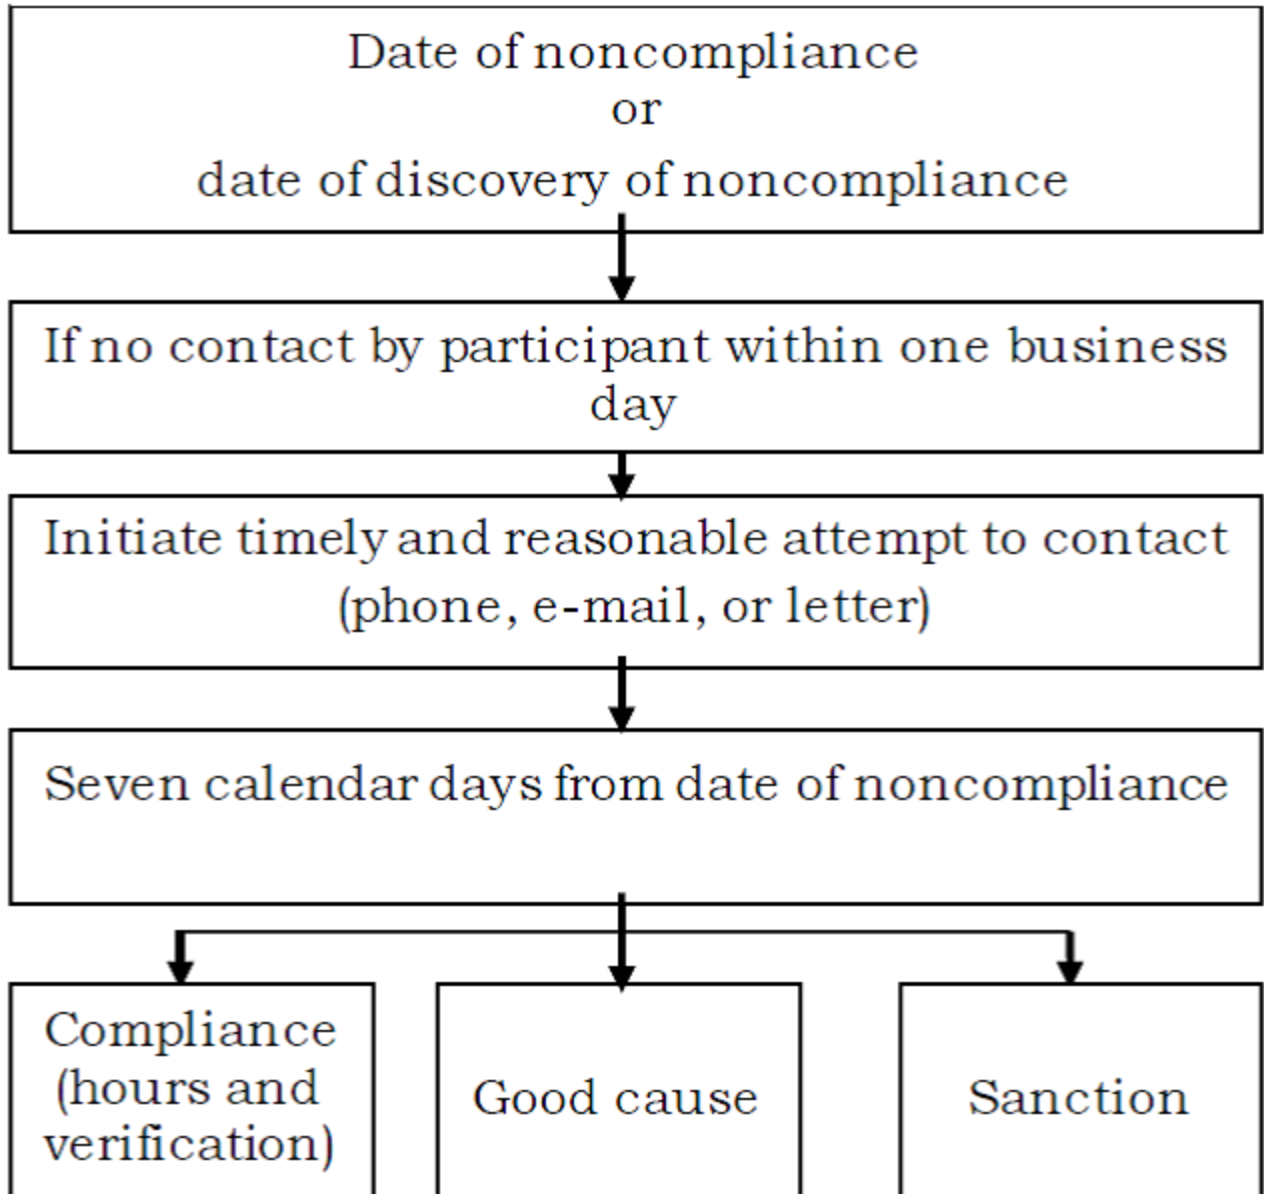 Date of noncompliance
or
date of discovery of noncompliance
If no contact by participant within one business
day
Initiate timely and reasonable attempt to contact
(phone, e-mail, or letter)
Seven calendar days from date of noncompliance
Compliance
(hours and
verification)
Good cause
Sanction